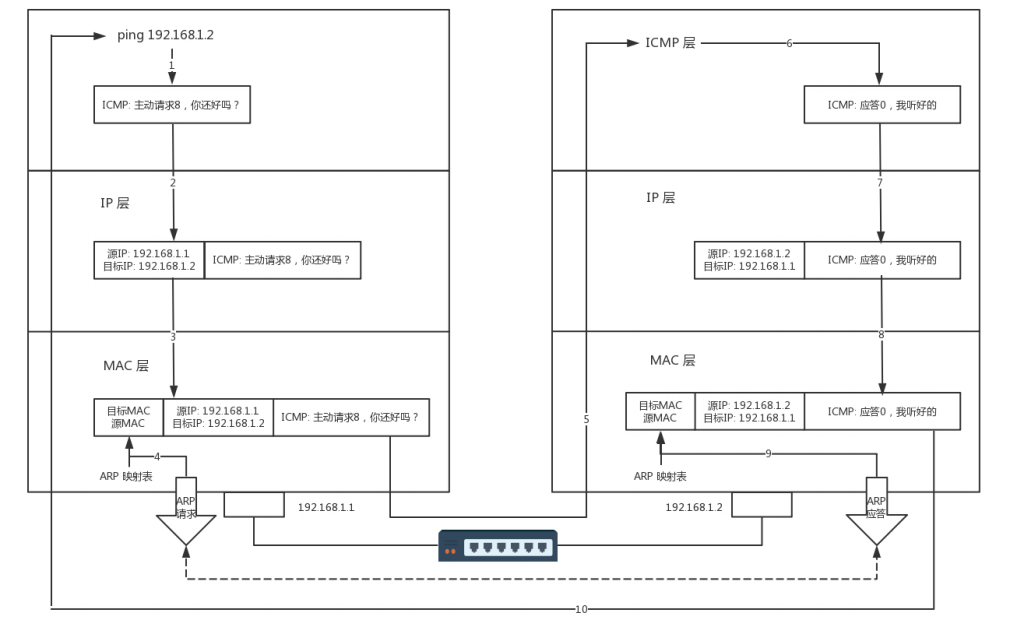 ping 192.168.1.2
1
ICMP: 主动请求8，你还好吗？
2
IP 层
源IP: 192.168.1.1
目标IP: 192.168.1.2
ICMP: 主动请求8，你还好吗？
3
MAC 层
目标MAC
源MAC
源IP: 192.168.1.1
目标IP: 192.168.1.2
ICMP: 主动请求8，你还好吗？
4
ARP 映射表
ARP
请求
192.168.1.1
5
ICMP 层
6
ICMP: 应答0，我听好的
7
IP 层
源IP: 192.168.1.2
目标IP: 192.168.1.1
ICMP: 应答0，我听好的
8
MAC 层
目标MAC
源MAC
源IP: 192.168.1.2
目标IP: 192.168.1.1
ICMP: 应答0，我听好的
9
ARP 映射表
192.168.1.2
ARP
应答
10